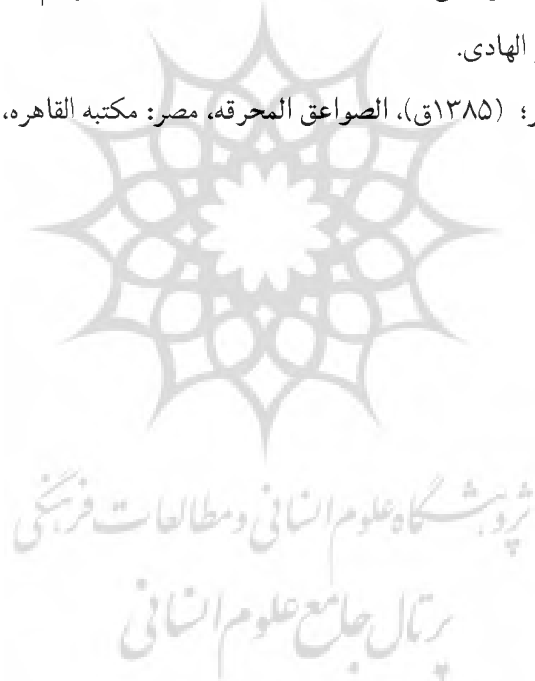 الهادی.
ر؛ (۱۳۸۵ق)، الصواعق المحرقه، مصر: مکتبه القاهره،
پژوهشگاه علوم انسانی و مطالعات فرهنگی
پرتال جامع علوم انسانی